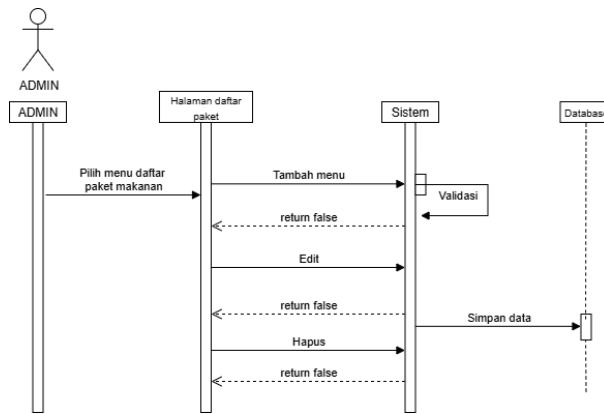 ADMIN
ADMIN
Halaman daftar
paket
Sistem
Database
Pilih menu daftar
paket makanan
Tambah menu
Validasi
return false
Edit
return false
Simpan data
Hapus
return false